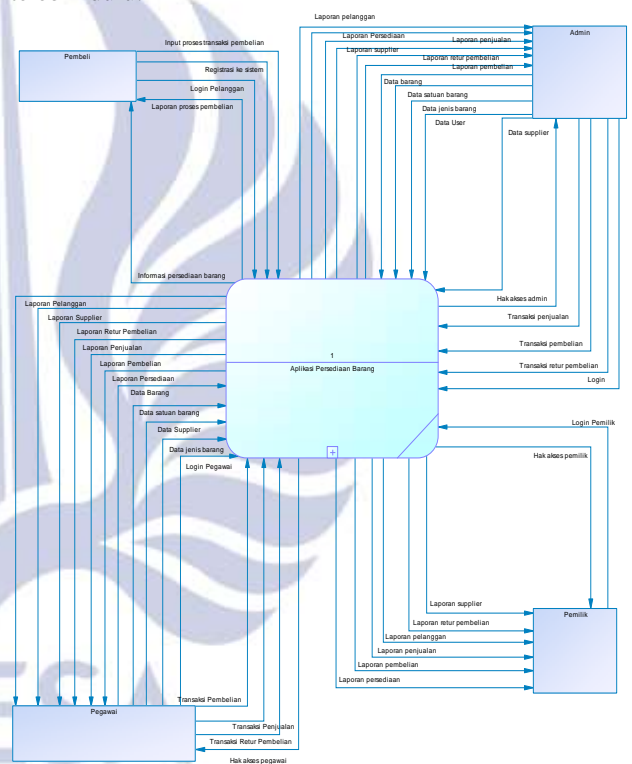 Laporan pelanggan
Admin
Laporan Persediaan
Laporan penjualan
Input proses transaksi pembelian
Laporan supplier
Pembeli
Laporan retur pembelian
Registrasi ke sistem
Laporan pembelian
Data barang
Login Pelanggan
Data satuan barang
Laporan proses pembelian
Data jenis barang
Data User
Data supplier
Informasi persediaan barang
Hak akses admin
Laporan Pelanggan
Laporan Supplier
Transaksi penjualan
Laporan Retur Pembelian
Laporan Penjualan
Transaksi pembelian
1
Laporan Pembelian
Aplikasi Persediaan Barang
Transaksi retur pembelian
Laporan Persediaan
Login
Data Barang
Data satuan barang
Login Pemilik
Data Supplier
Data jenis barang
Hak akses pemilik
Login Pegawai
Laporan supplier
Pemilik
Laporan retur pembelian
Laporan pelanggan
Laporan penjualan
Laporan pembelian
Laporan persediaan
Transaksi Pembelian
Pegawai
Transaksi Penjualan
Transaksi Retur Pembelian
Hak akses pegawai